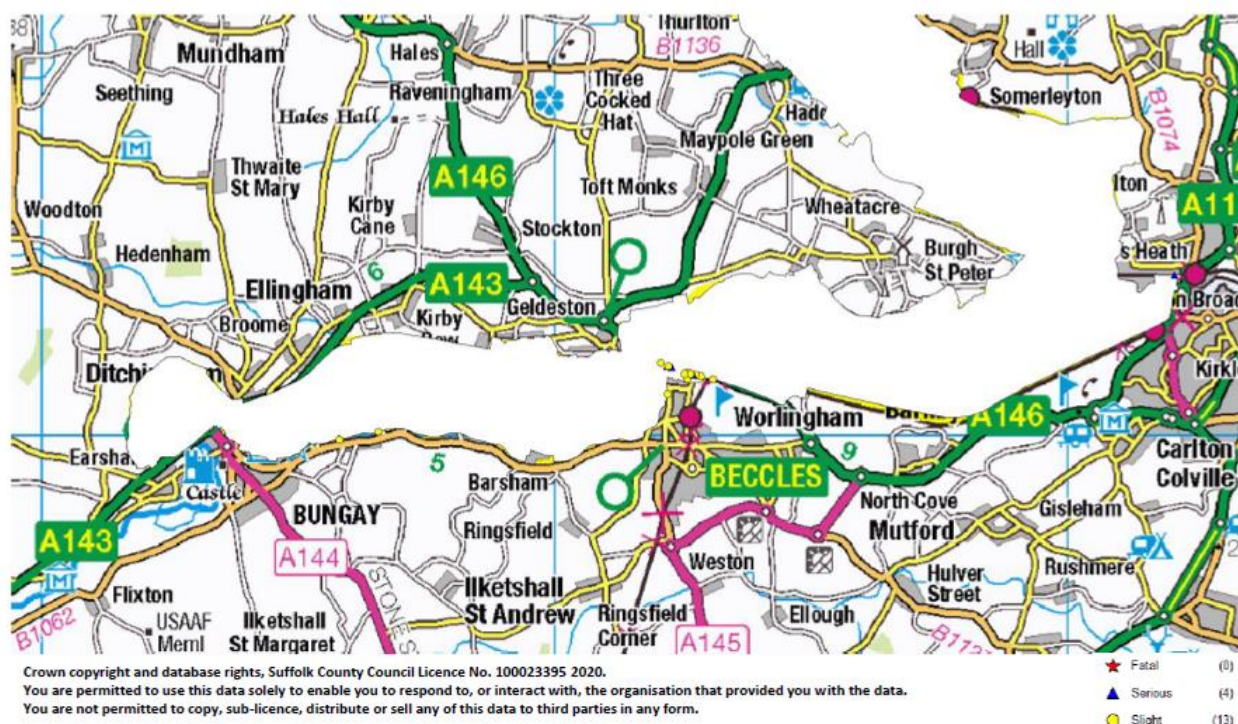 Thurlton
Hall
Mundham
Hales
B1136
Seething
Raveningham
Three
Cocked
Hat
Somerleyton
B1074
Hales Hall
Maypole Green
Thwaite
St Mary
A146
Toft Monks
A11
Woodton
Kirby
Cane
Stockton
Wheatacre
Hedenham
Burgh
St Peter
s Heath
6
A143
Ellingham
Geldeston
Broome
Kirby
n Broad
Worlingham
A146
Earsha
5
9
Carlton
Colville
Castle
Barsham
BECCLES
North Cove
Gisleham
BUNGAY
Ringsfield
Mutford
A143
A144
Weston
Rushmere
Flixton
Ilketshall
St Andrew
Hulver
Street
B1062
USAAF
Meml
Ilketshall
St Margaret
Ringsfield
Corner
Ellough
A145
Crown copyright and database rights, Suffolk County Council Licence No. 100023395 2020.
You are permitted to use this data solely to enable you to respond to, or interact with, the organisation that provided you with the data.
You are not permitted to copy, sub-licence, distribute or sell any of this data to third parties in any form.
Fatal (0)
Serious (4)
Slight (13)